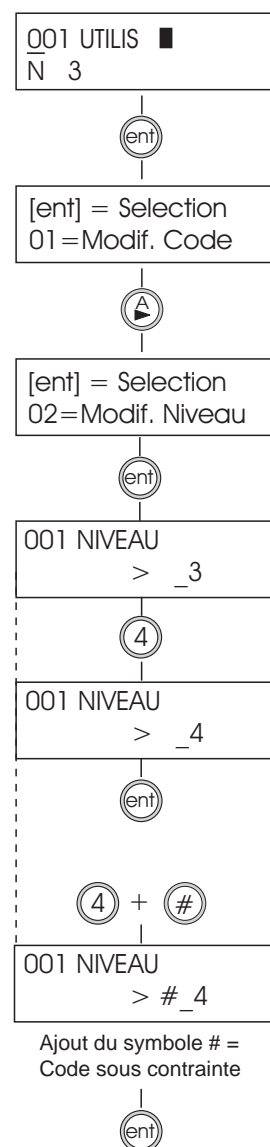 001 UTILIS
N 3
ent
[ent] = Selection
01=Modif. Code
A
[ent] = Selection
02=Modif. Niveau
ent
001 NIVEAU
> _3
4
001 NIVEAU
> _4
ent
4 + #
001 NIVEAU
> #_4
Ajout du symbole # =
Code sous contrainte
ent